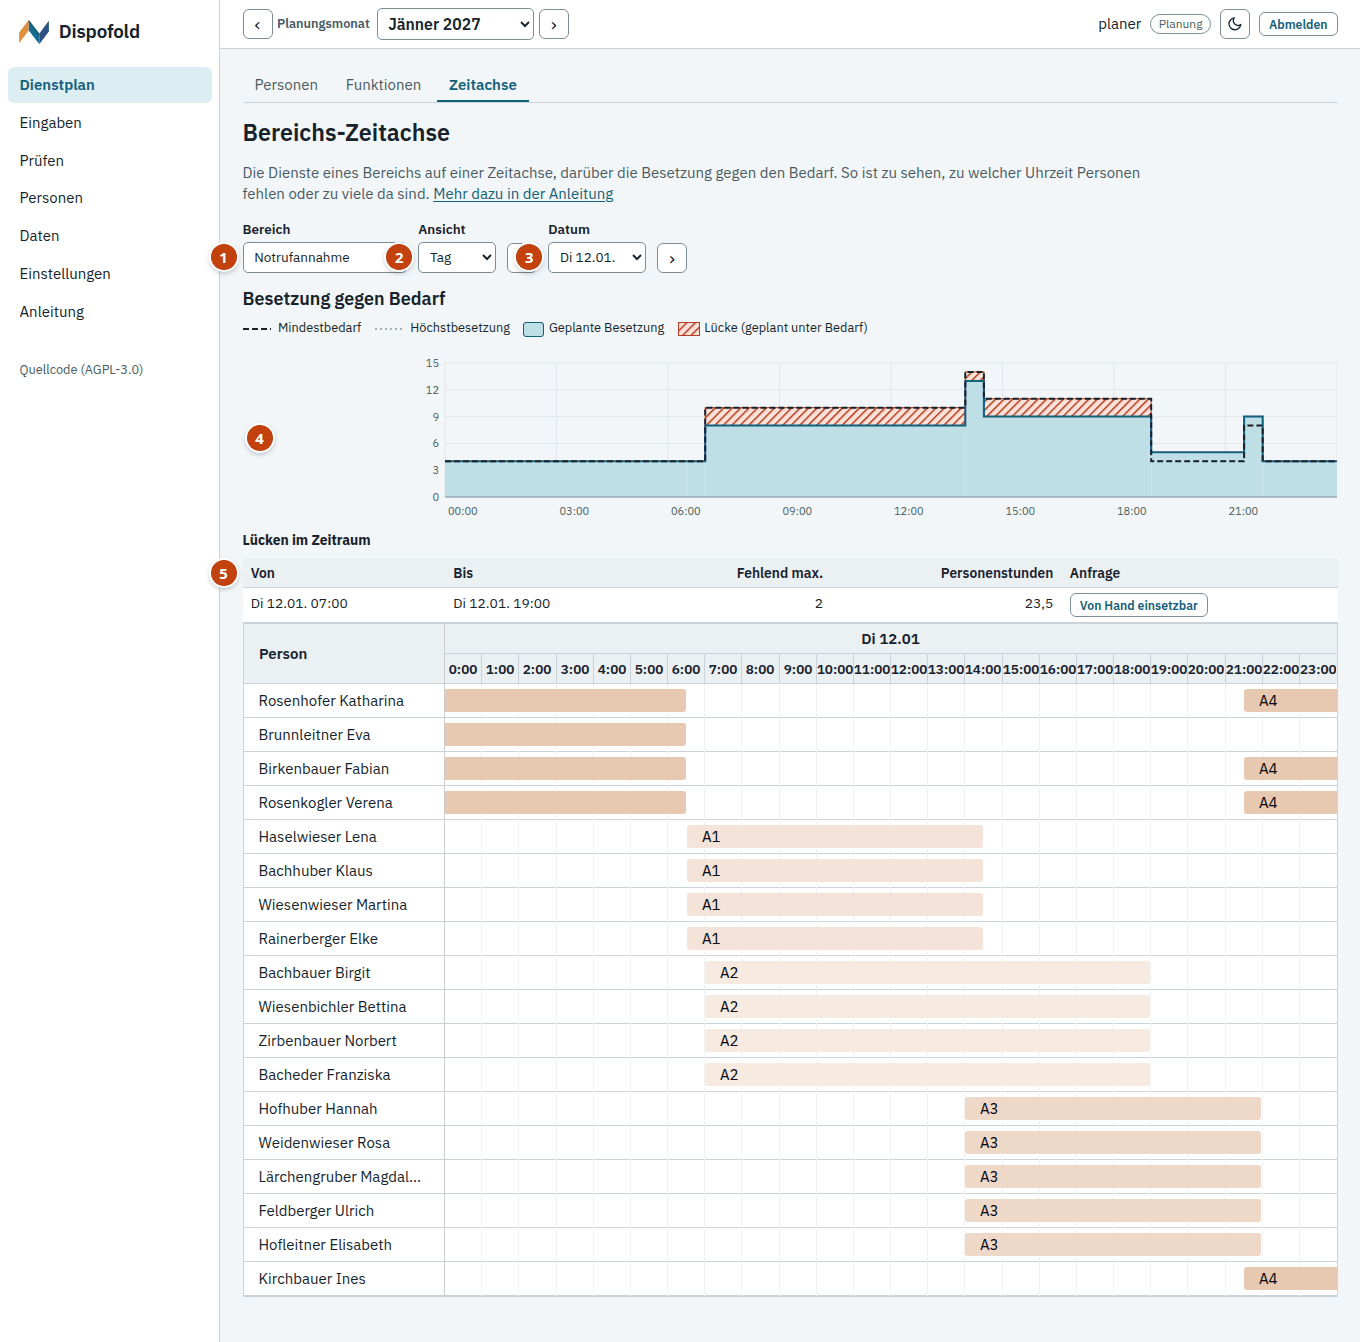 Dispofold
Dienstplan
Eingaben
Prüfen
Personen
Daten
Einstellungen
Anleitung
Quellcode (AGPL-3.0)
‹ Planungsmonat Jänner 2027 ›
planer Planung Abmelden
Personen Funktionen Zeitachse
Bereichs-Zeitachse
Die Dienste eines Bereichs auf einer Zeitachse, darüber die Besetzung gegen den Bedarf. So ist zu sehen, zu welcher Uhrzeit Personen
fehlen oder zu viele da sind. Mehr dazu in der Anleitung
Bereich Ansicht Datum
1 Notrufannahme 2 Tag 3 Di 12.01. ›
Besetzung gegen Bedarf
Mindestbedarf Höchstbesetzung Geplante Besetzung Lücke (geplant unter Bedarf)
15
12
9
6
3
0
4
00:00 03:00 06:00 09:00 12:00 15:00 18:00 21:00
Lücken im Zeitraum
5 Von Bis Fehlend max. Personenstunden Anfrage
Di 12.01. 07:00 Di 12.01. 19:00 2 23,5 Von Hand einsetzbar
Person Di 12.01
0:00 1:00 2:00 3:00 4:00 5:00 6:00 7:00 8:00 9:00 10:00 11:00 12:00 13:00 14:00 15:00 16:00 17:00 18:00 19:00 20:00 21:00 22:00 23:00
Rosenhofer Katharina A4
Brunnleitner Eva
Birkenbauer Fabian A4
Rosenkogler Verena A4
Haselwieser Lena A1
Bachhuber Klaus A1
Wiesenwieser Martina A1
Rainerberger Elke A1
Bachbauer Birgit A2
Wiesenbichler Bettina A2
Zirbenbauer Norbert A2
Bacheder Franziska A2
Hofhuber Hannah A3
Weidenwieser Rosa A3
Lärchengruber Magdal... A3
Feldberger Ulrich A3
Hofleitner Elisabeth A3
Kirchbauer Ines A4